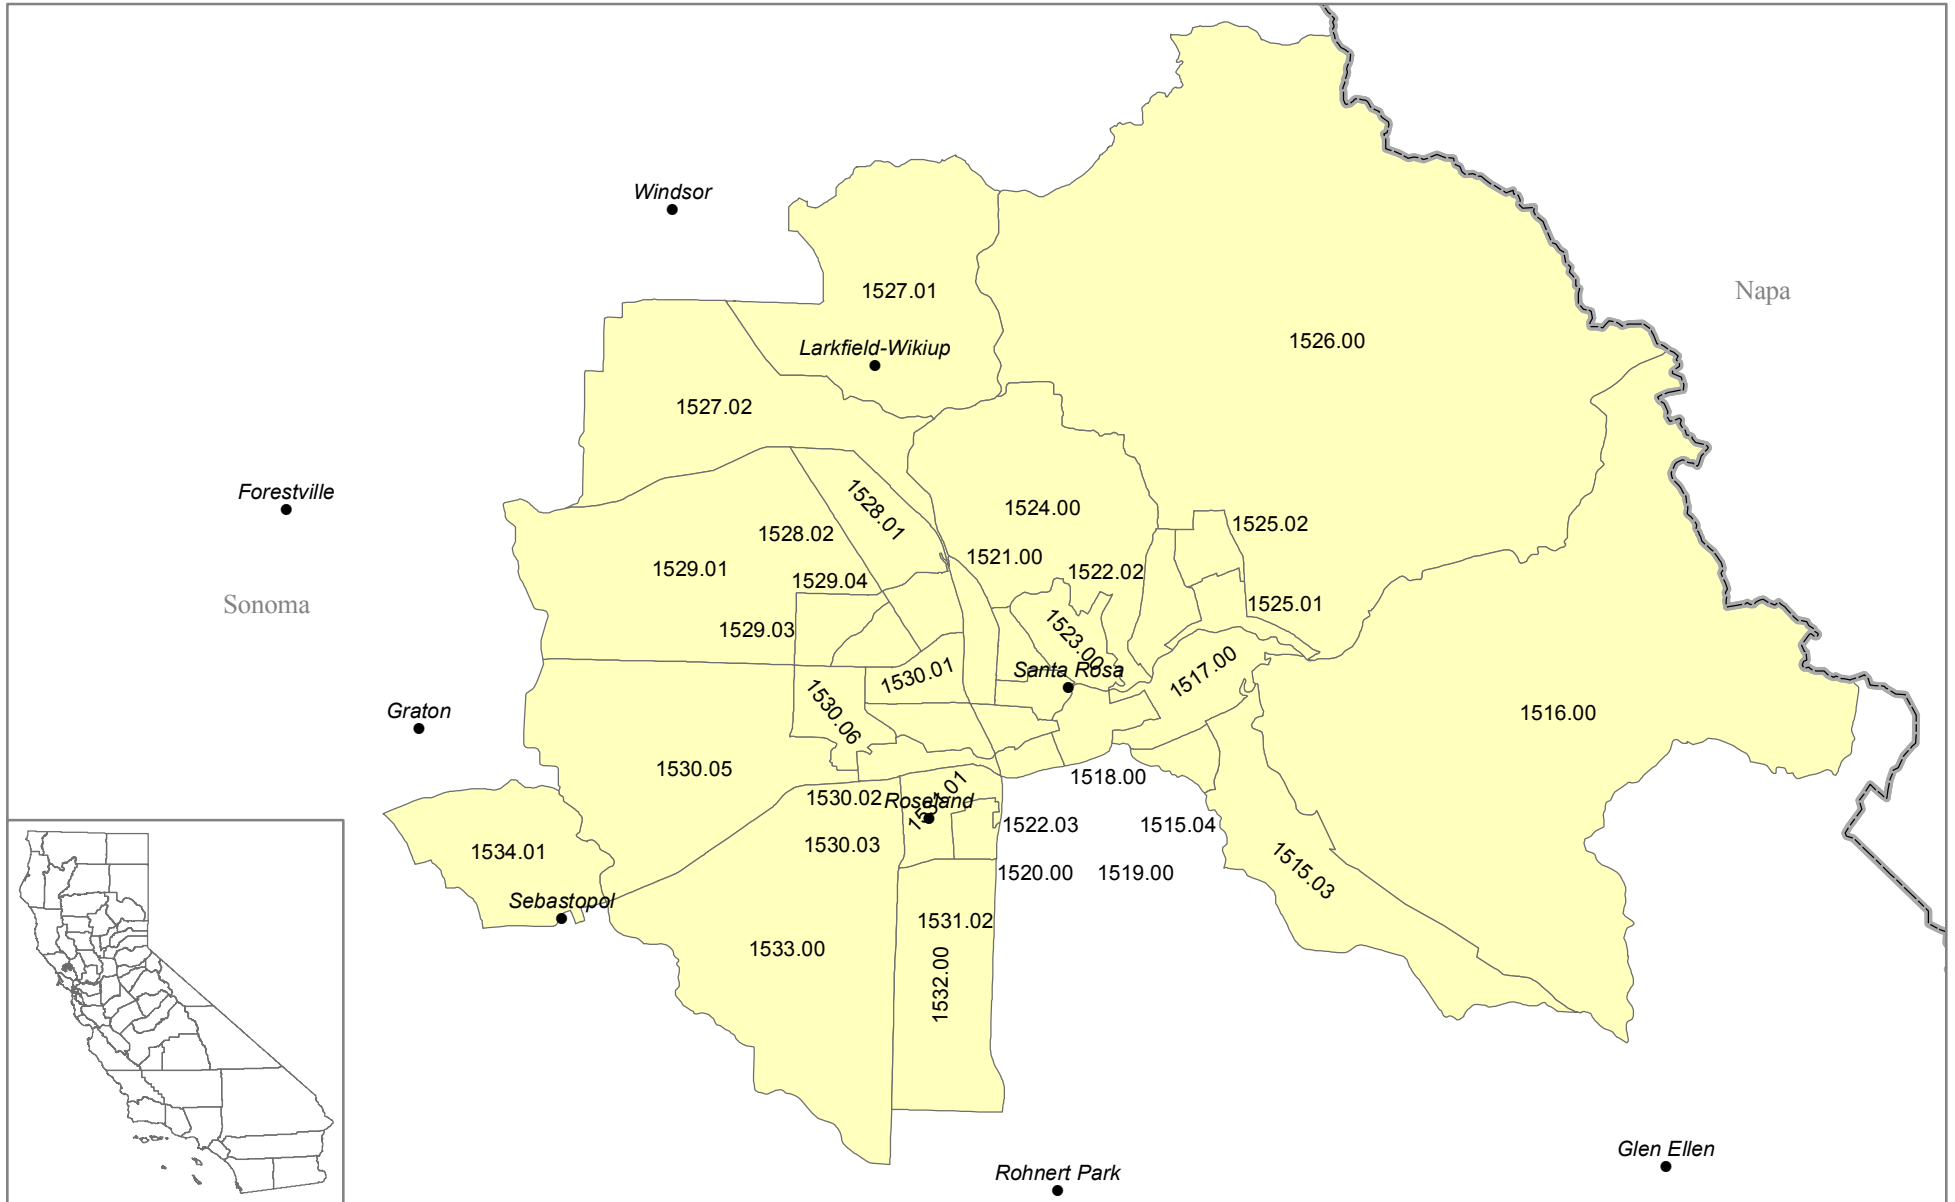 Windsor
1527.01
Napa
1526.00
Larkfield-Wikiup
1527.02
Forestville
1528.01
1524.00
1525.02
1528.02
1521.00
1529.01
1522.02
1529.04
Sonoma
1525.01
1529.03
1523.00
Santa Rosa
1517.00
1530.01
Graton
1530.06
1516.00
1530.05
1518.00
1530.02
1531.01
Roseland
1522.03
1515.04
1530.03
1534.01
1520.00
1519.00
1515.03
Sebastopol
1531.02
1533.00
1532.00
Glen Ellen
Rohnert Park